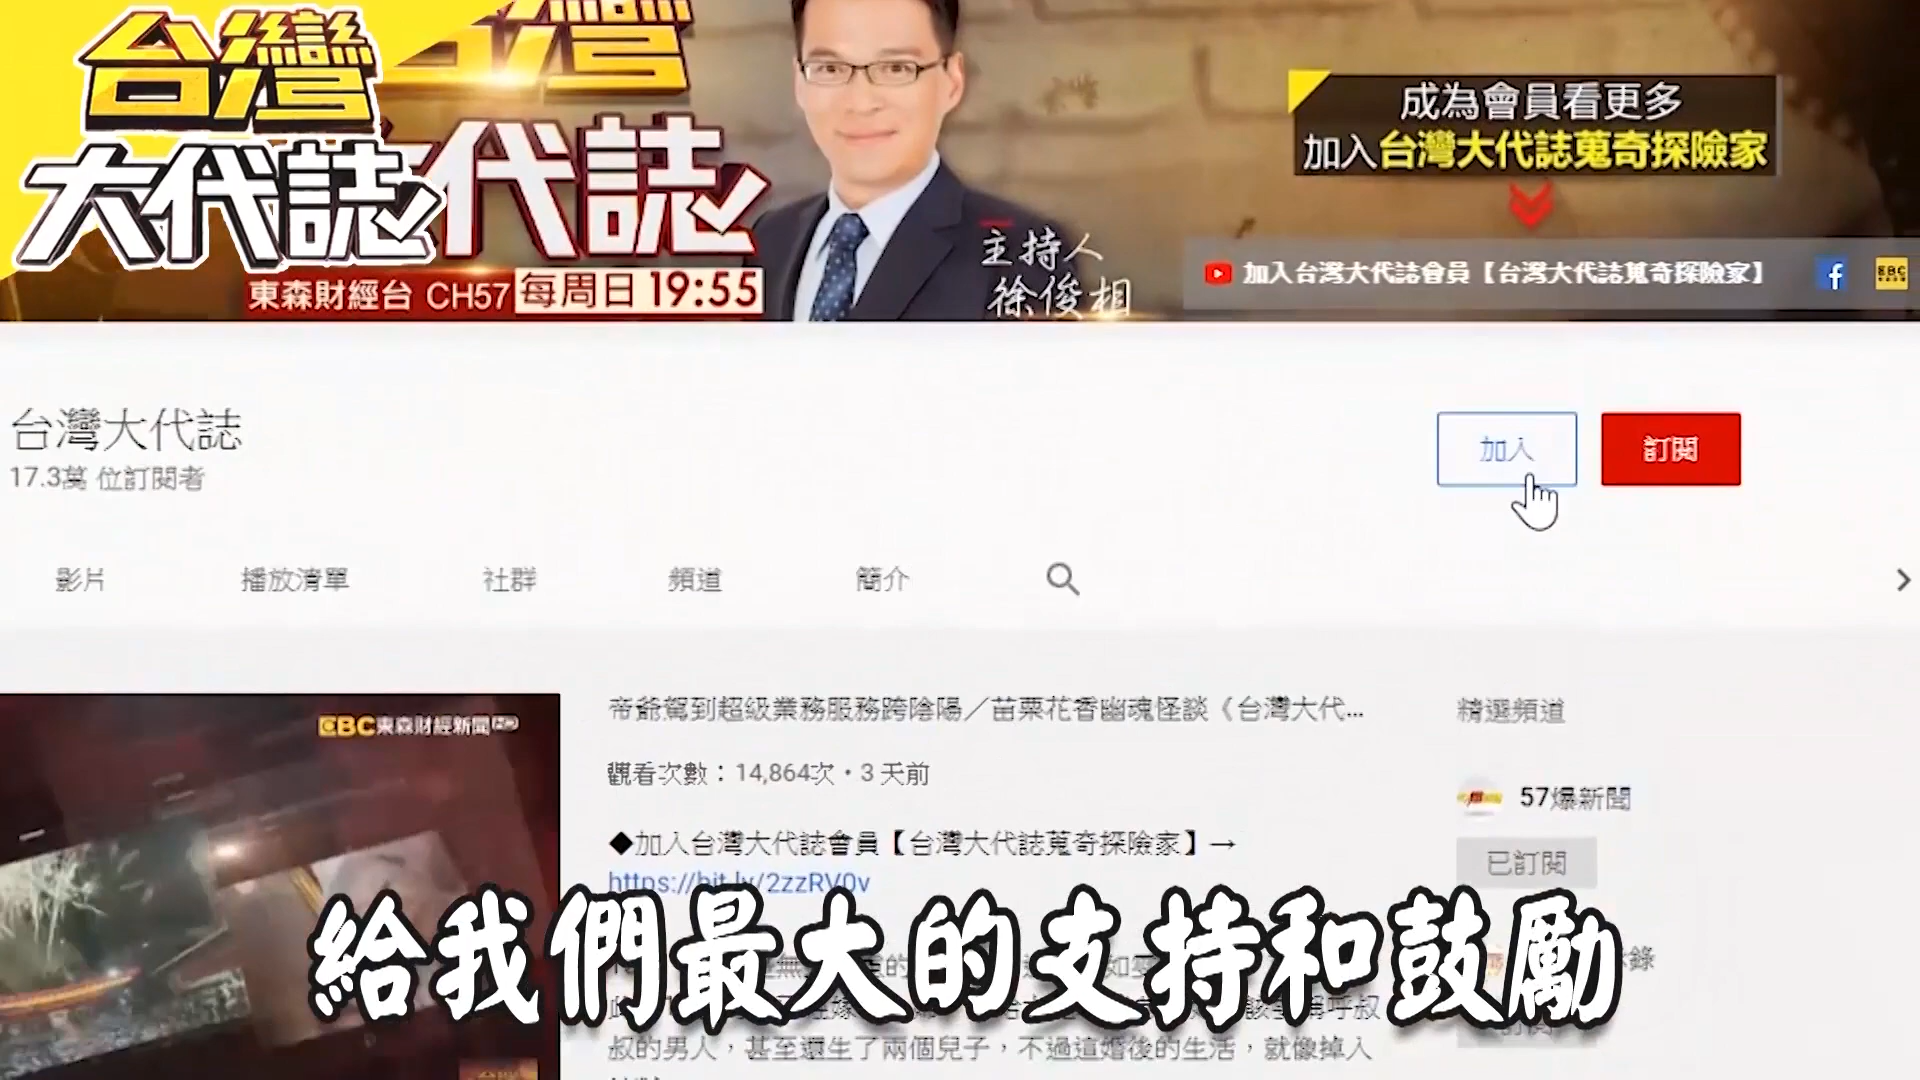 台灣
大代誌
台灣
代誌
東森財經台 CH57 每周日 19:55
主持人
徐俊相
成為會員看更多
加入台灣大代誌蒐奇探險家
加入台灣大代誌會員【台灣大代誌蒐奇探險家】
EBC
台灣大代誌
17.3萬 位訂閱者
加入
訂閱
影片
播放清單
社群
頻道
簡介
EBC東森財經新聞
帝爺駕到超級業務服務跨陰陽／苗栗花香幽魂怪談《台灣大代...
觀看次數：14,864次・3 天前
◆加入台灣大代誌會員【台灣大代誌蒐奇探險家】→
https://bit.ly/2zzRV0v
精選頻道
57爆新聞
已訂閱
給我們最大的支持和鼓勵
叔的男人，甚至還生了兩個兒子，不過這婚後的生活，就像掉入